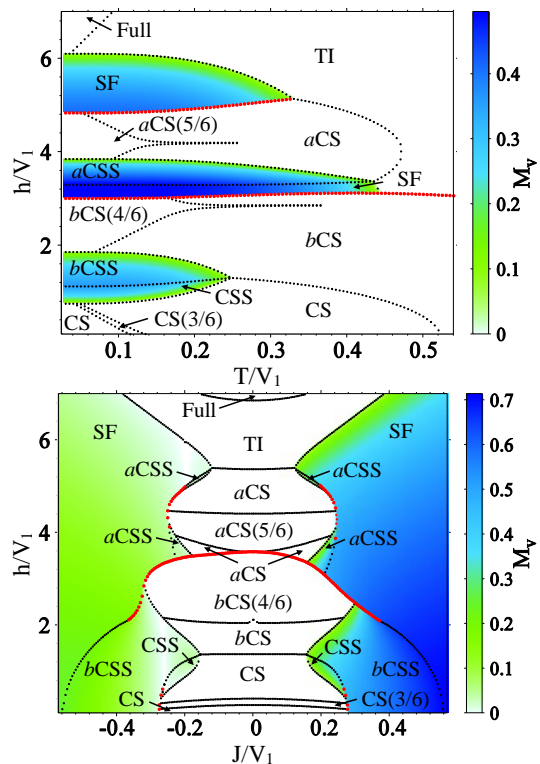 Full
TI
SF
aCS(5/6)
aCS
aCSS
SF
bCS(4/6)
bCS
bCSS
CSS
CS
CS
CS(3/6)
6
4
2
h/V₁
0.1
0.2
0.3
0.4
0.5
T/V₁
0.4
0.3
0.2
0.1
0
Mᵥ
Full
SF
TI
SF
aCSS
aCSS
aCS
aCS(5/6)
aCSS
aCSS
aCS
bCS(4/6)
bCS
CSS
CSS
bCSS
bCSS
CS
CS
CS(3/6)
6
4
2
h/V₁
-0.4
-0.2
0
0.2
0.4
J/V₁
0.7
0.6
0.5
0.4
0.3
0.2
0.1
0
Mᵥ